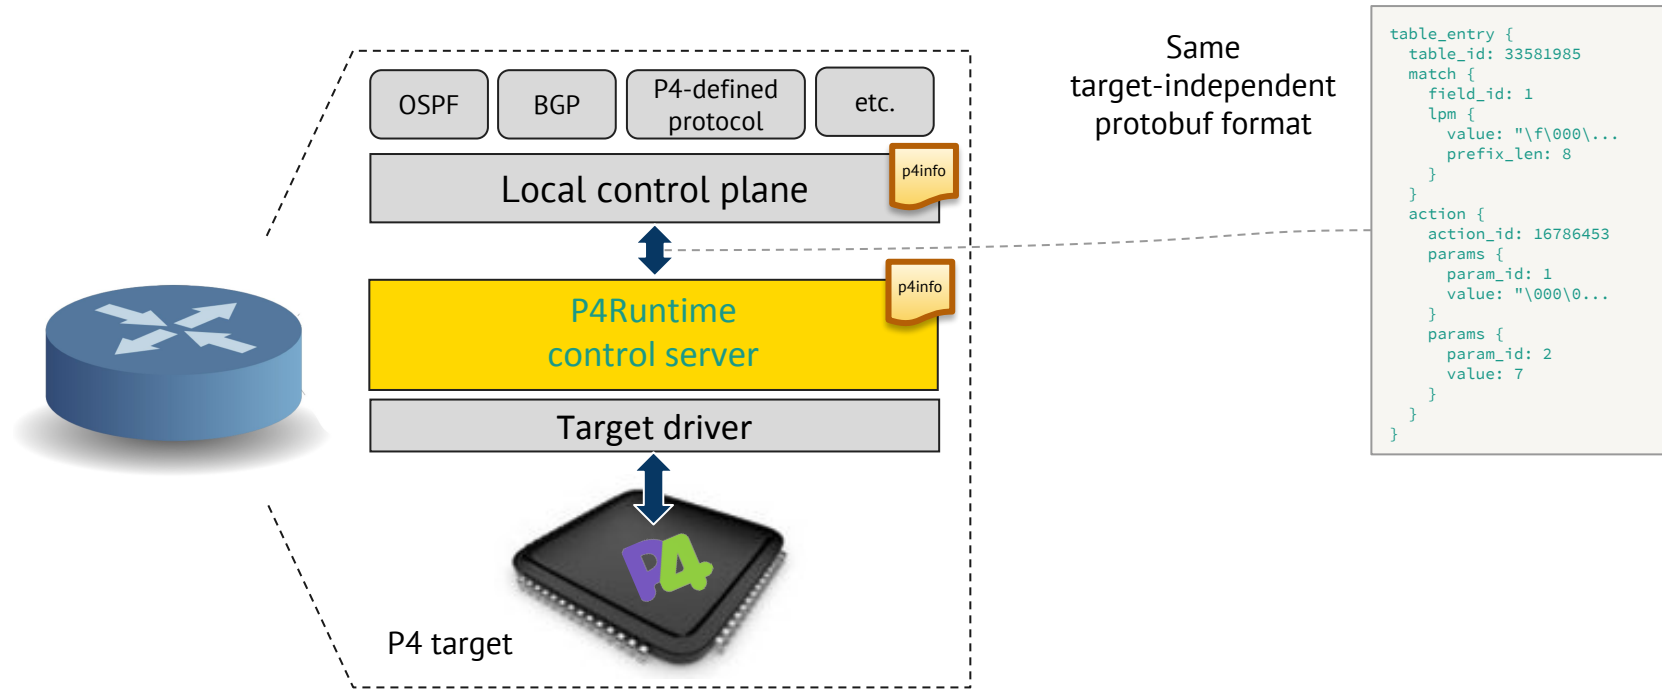 OSPF
BGP
P4-defined
protocol
etc.
Local control plane
p4info
P4Runtime
control server
p4info
Target driver
P4
P4 target
Same
target-independent
protobuf format
table_entry {
  table_id: 33581985
  match {
    field_id: 1
    lpm {
      value: "\f\000\...
      prefix_len: 8
    }
  }
  action {
    action_id: 16786453
    params {
      param_id: 1
      value: "\000\0...
    }
    params {
      param_id: 2
      value: 7
    }
  }
}